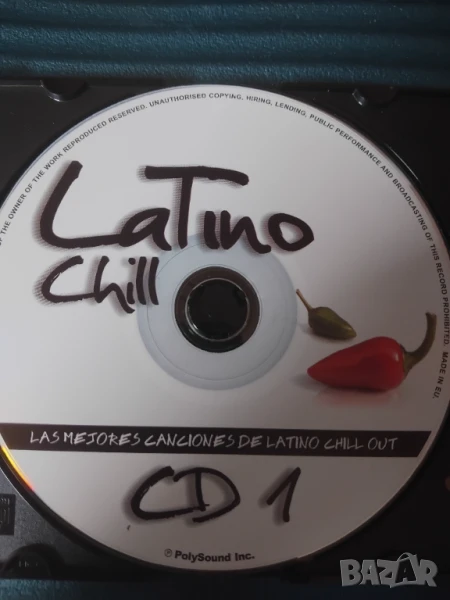 OF THE OWNER OF THE WORK REPRODUCED RESERVED. UNAUTHORISED COPYING, HIRING, LENDING, PUBLIC PERFORMANCE AND BROADCASTING OF THIS RECORD PROHIBITED. MADE IN EU.
LaTino
Chill
LAS MEJORES CANCIONES DE LATINO CHILL OUT
CD 1
℗ PolySound Inc.
BAZAR